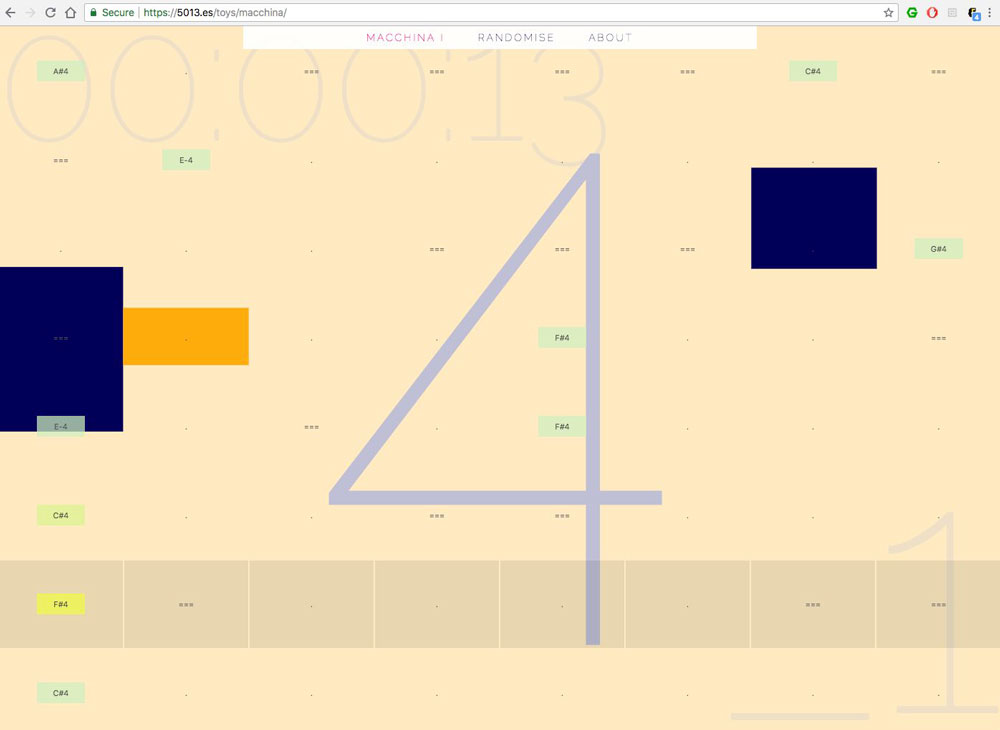 Secure https://5013.es/toys/macchina/
MACCHINA I RANDOMISE ABOUT
00:00:13
A#4 . === === === === C#4 ===
=== E-4 . . . . . .
. . . === === === . G#4
4
=== . . . F#4 . . ===
E-4 . === . F#4 . . .
C#4 . . === === . . .
F#4 === . . . . === ===
C#4 . . . . . . .
_1